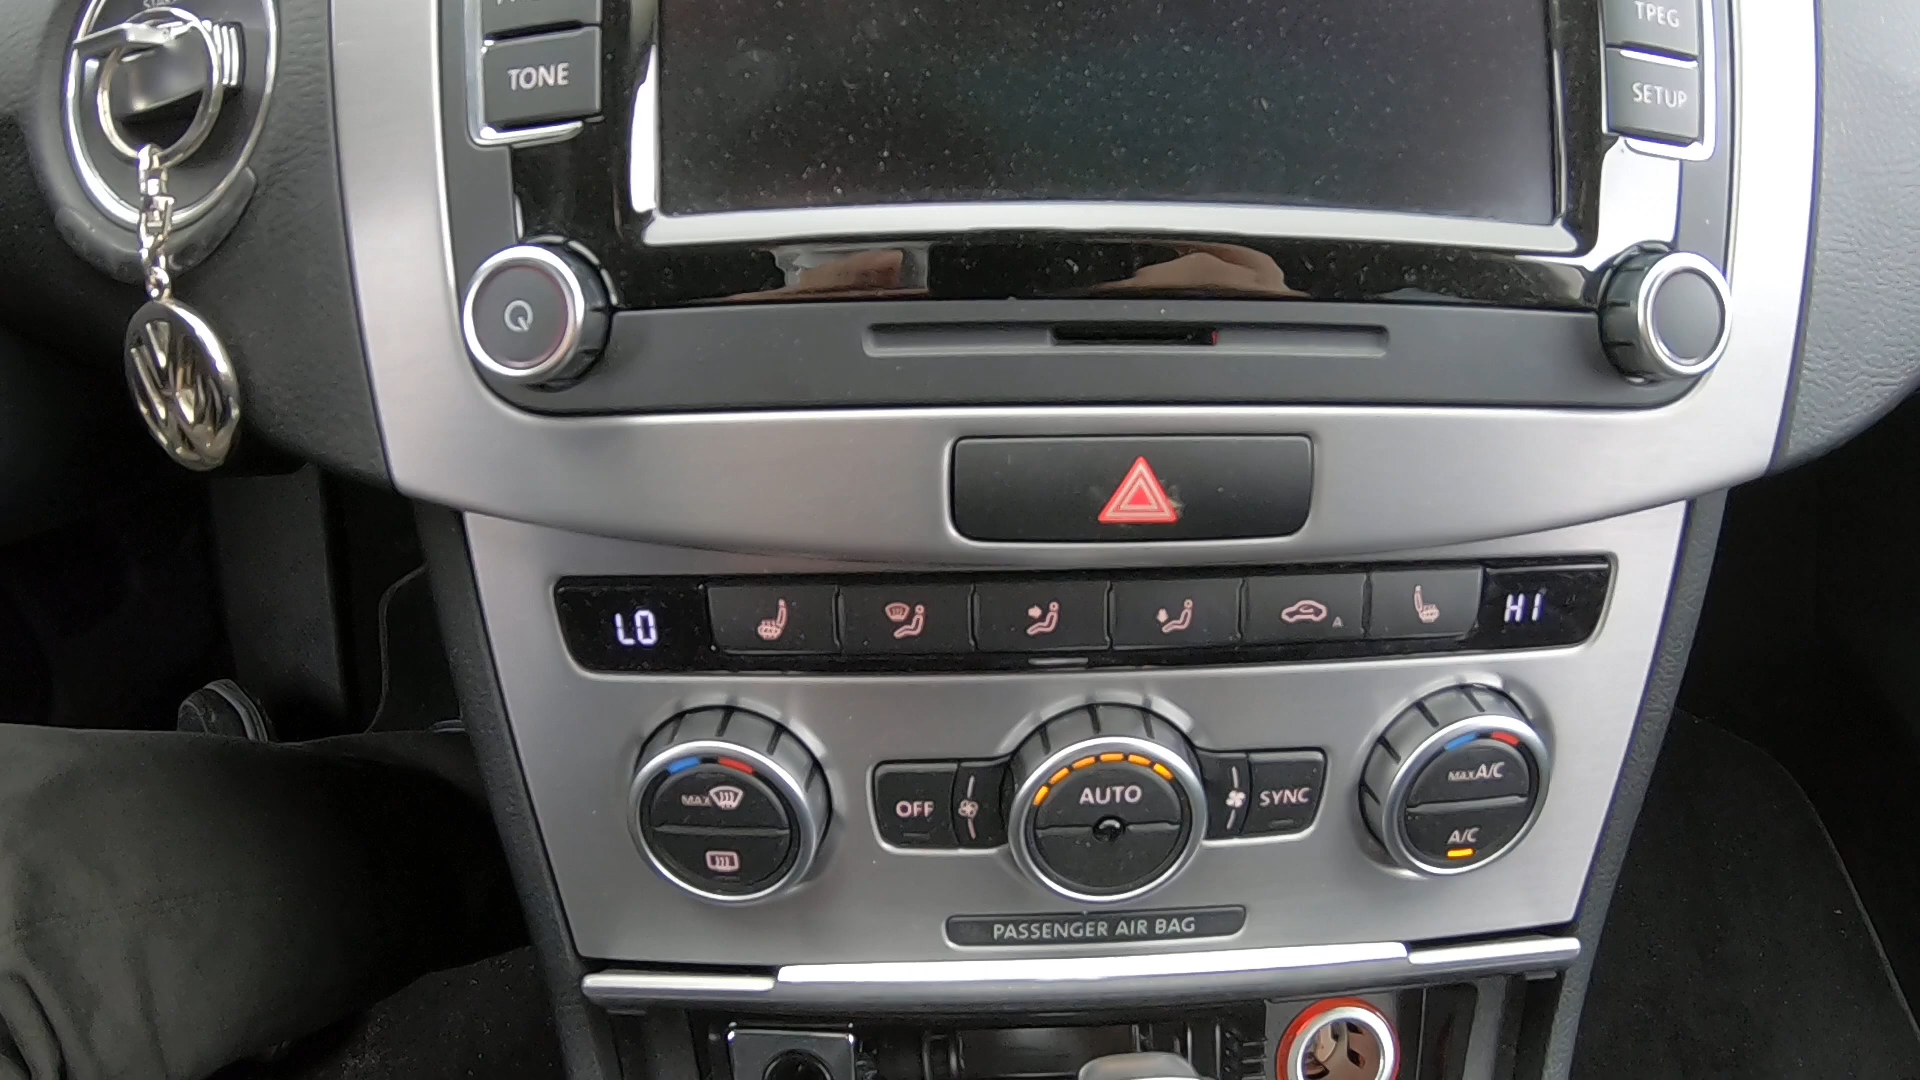 TONE
TPEG
SETUP
LO
A
HI
MAX
OFF
AUTO
SYNC
MAX A/C
A/C
PASSENGER AIR BAG